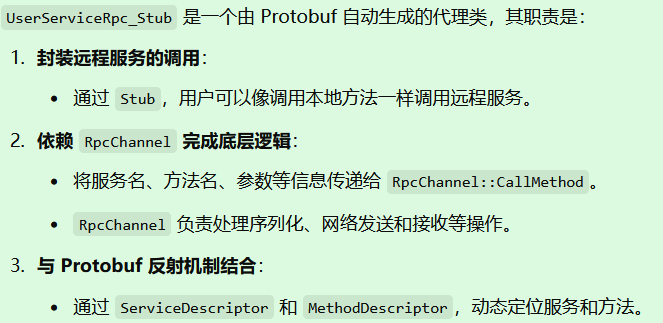 UserServiceRpc_Stub 是一个由 Protobuf 自动生成的代理类，其职责是：
1. 封装远程服务的调用：
• 通过 Stub，用户可以像调用本地方法一样调用远程服务。
2. 依赖 RpcChannel 完成底层逻辑：
• 将服务名、方法名、参数等信息传递给 RpcChannel::CallMethod。
• RpcChannel 负责处理序列化、网络发送和接收等操作。
3. 与 Protobuf 反射机制结合：
• 通过 ServiceDescriptor 和 MethodDescriptor，动态定位服务和方法。